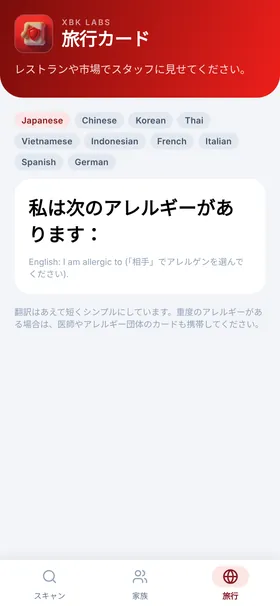 XBK LABS
旅行カード
レストランや市場でスタッフに見せてください。
Japanese Chinese Korean Thai
Vietnamese Indonesian French Italian
Spanish German
私は次のアレルギーがあ
ります：
English: I am allergic to (「相手」でアレルゲンを選んで
ください).
翻訳はあえて短くシンプルにしています。重度のアレルギーがあ
る場合は、医師やアレルギー団体のカードも携帯してください。
スキャン 家族 旅行